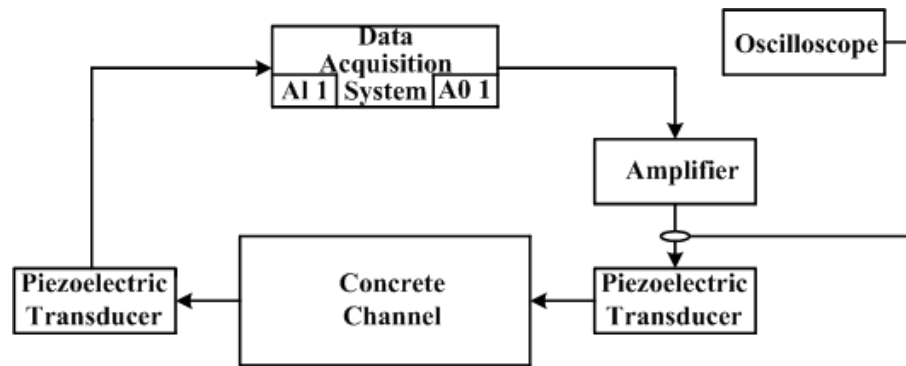 Data
Acquisition
AI 1 System A0 1
Oscilloscope
Amplifier
Piezoelectric
Transducer
Concrete
Channel
Piezoelectric
Transducer